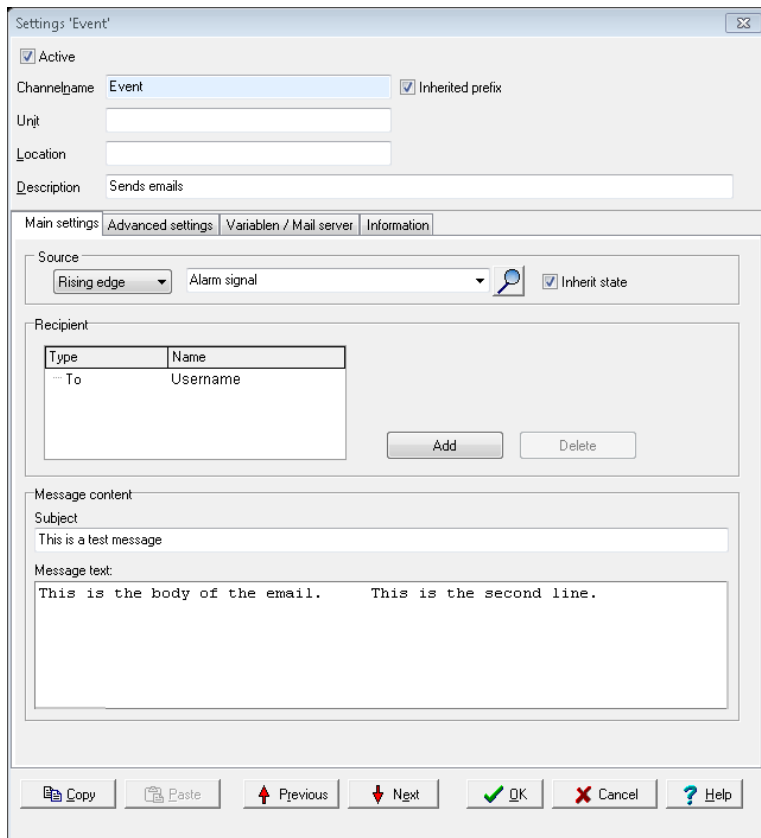 Settings 'Event'
Active
Channelname Event Inherited prefix
Unit
Location
Description Sends emails
Main settings Advanced settings Variablen / Mail server Information
Source
Rising edge Alarm signal Inherit state
Recipient
Type Name
To Username
Add Delete
Message content
Subject
This is a test message
Message text:
This is the body of the email. This is the second line.
Copy Paste Previous Next OK Cancel Help